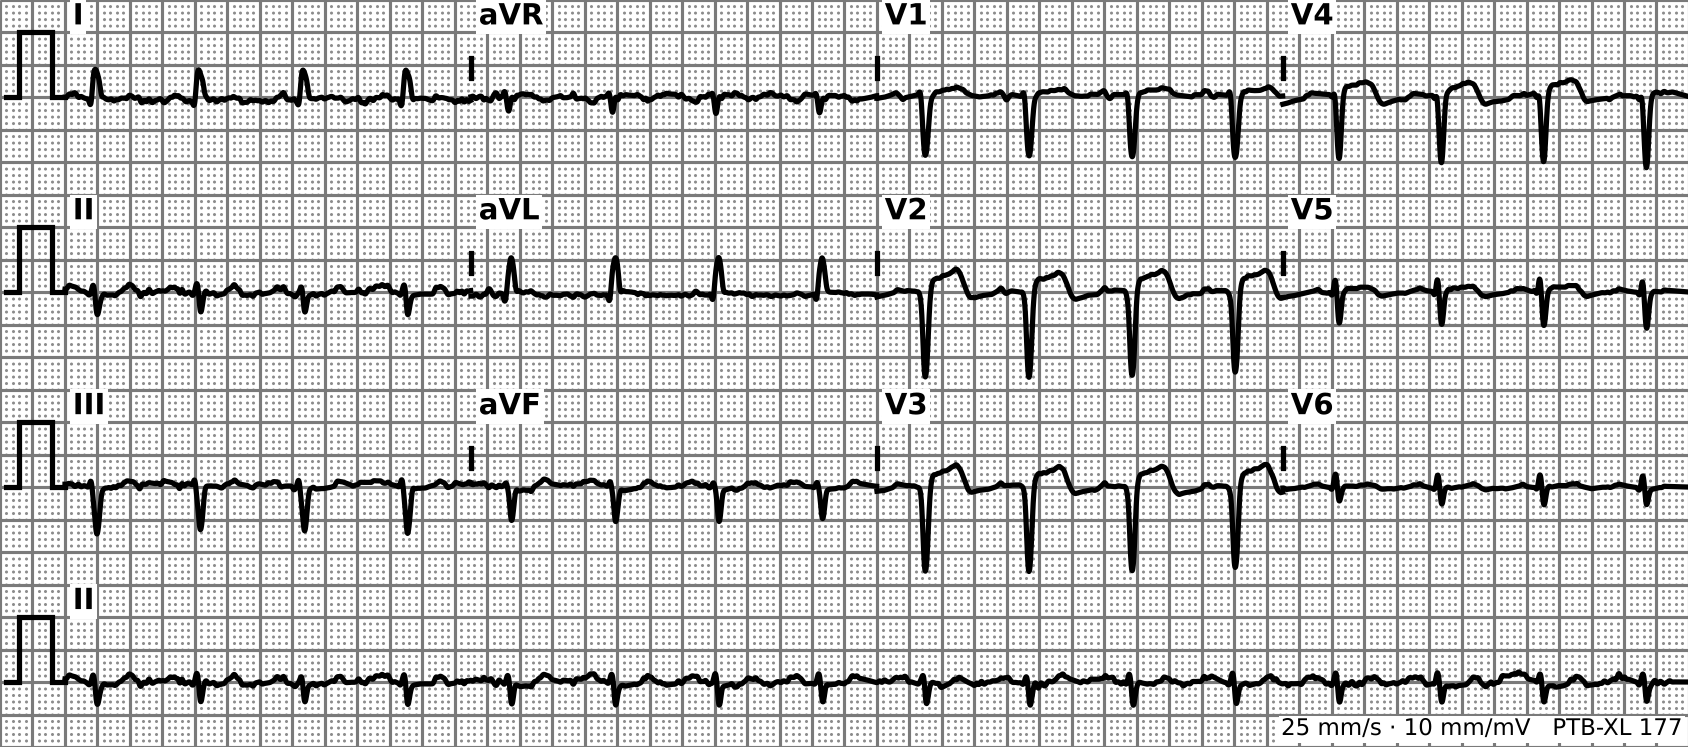 I aVR V1 V4
II aVL V2 V5
III aVF V3 V6
II
25 mm/s · 10 mm/mV PTB-XL 177